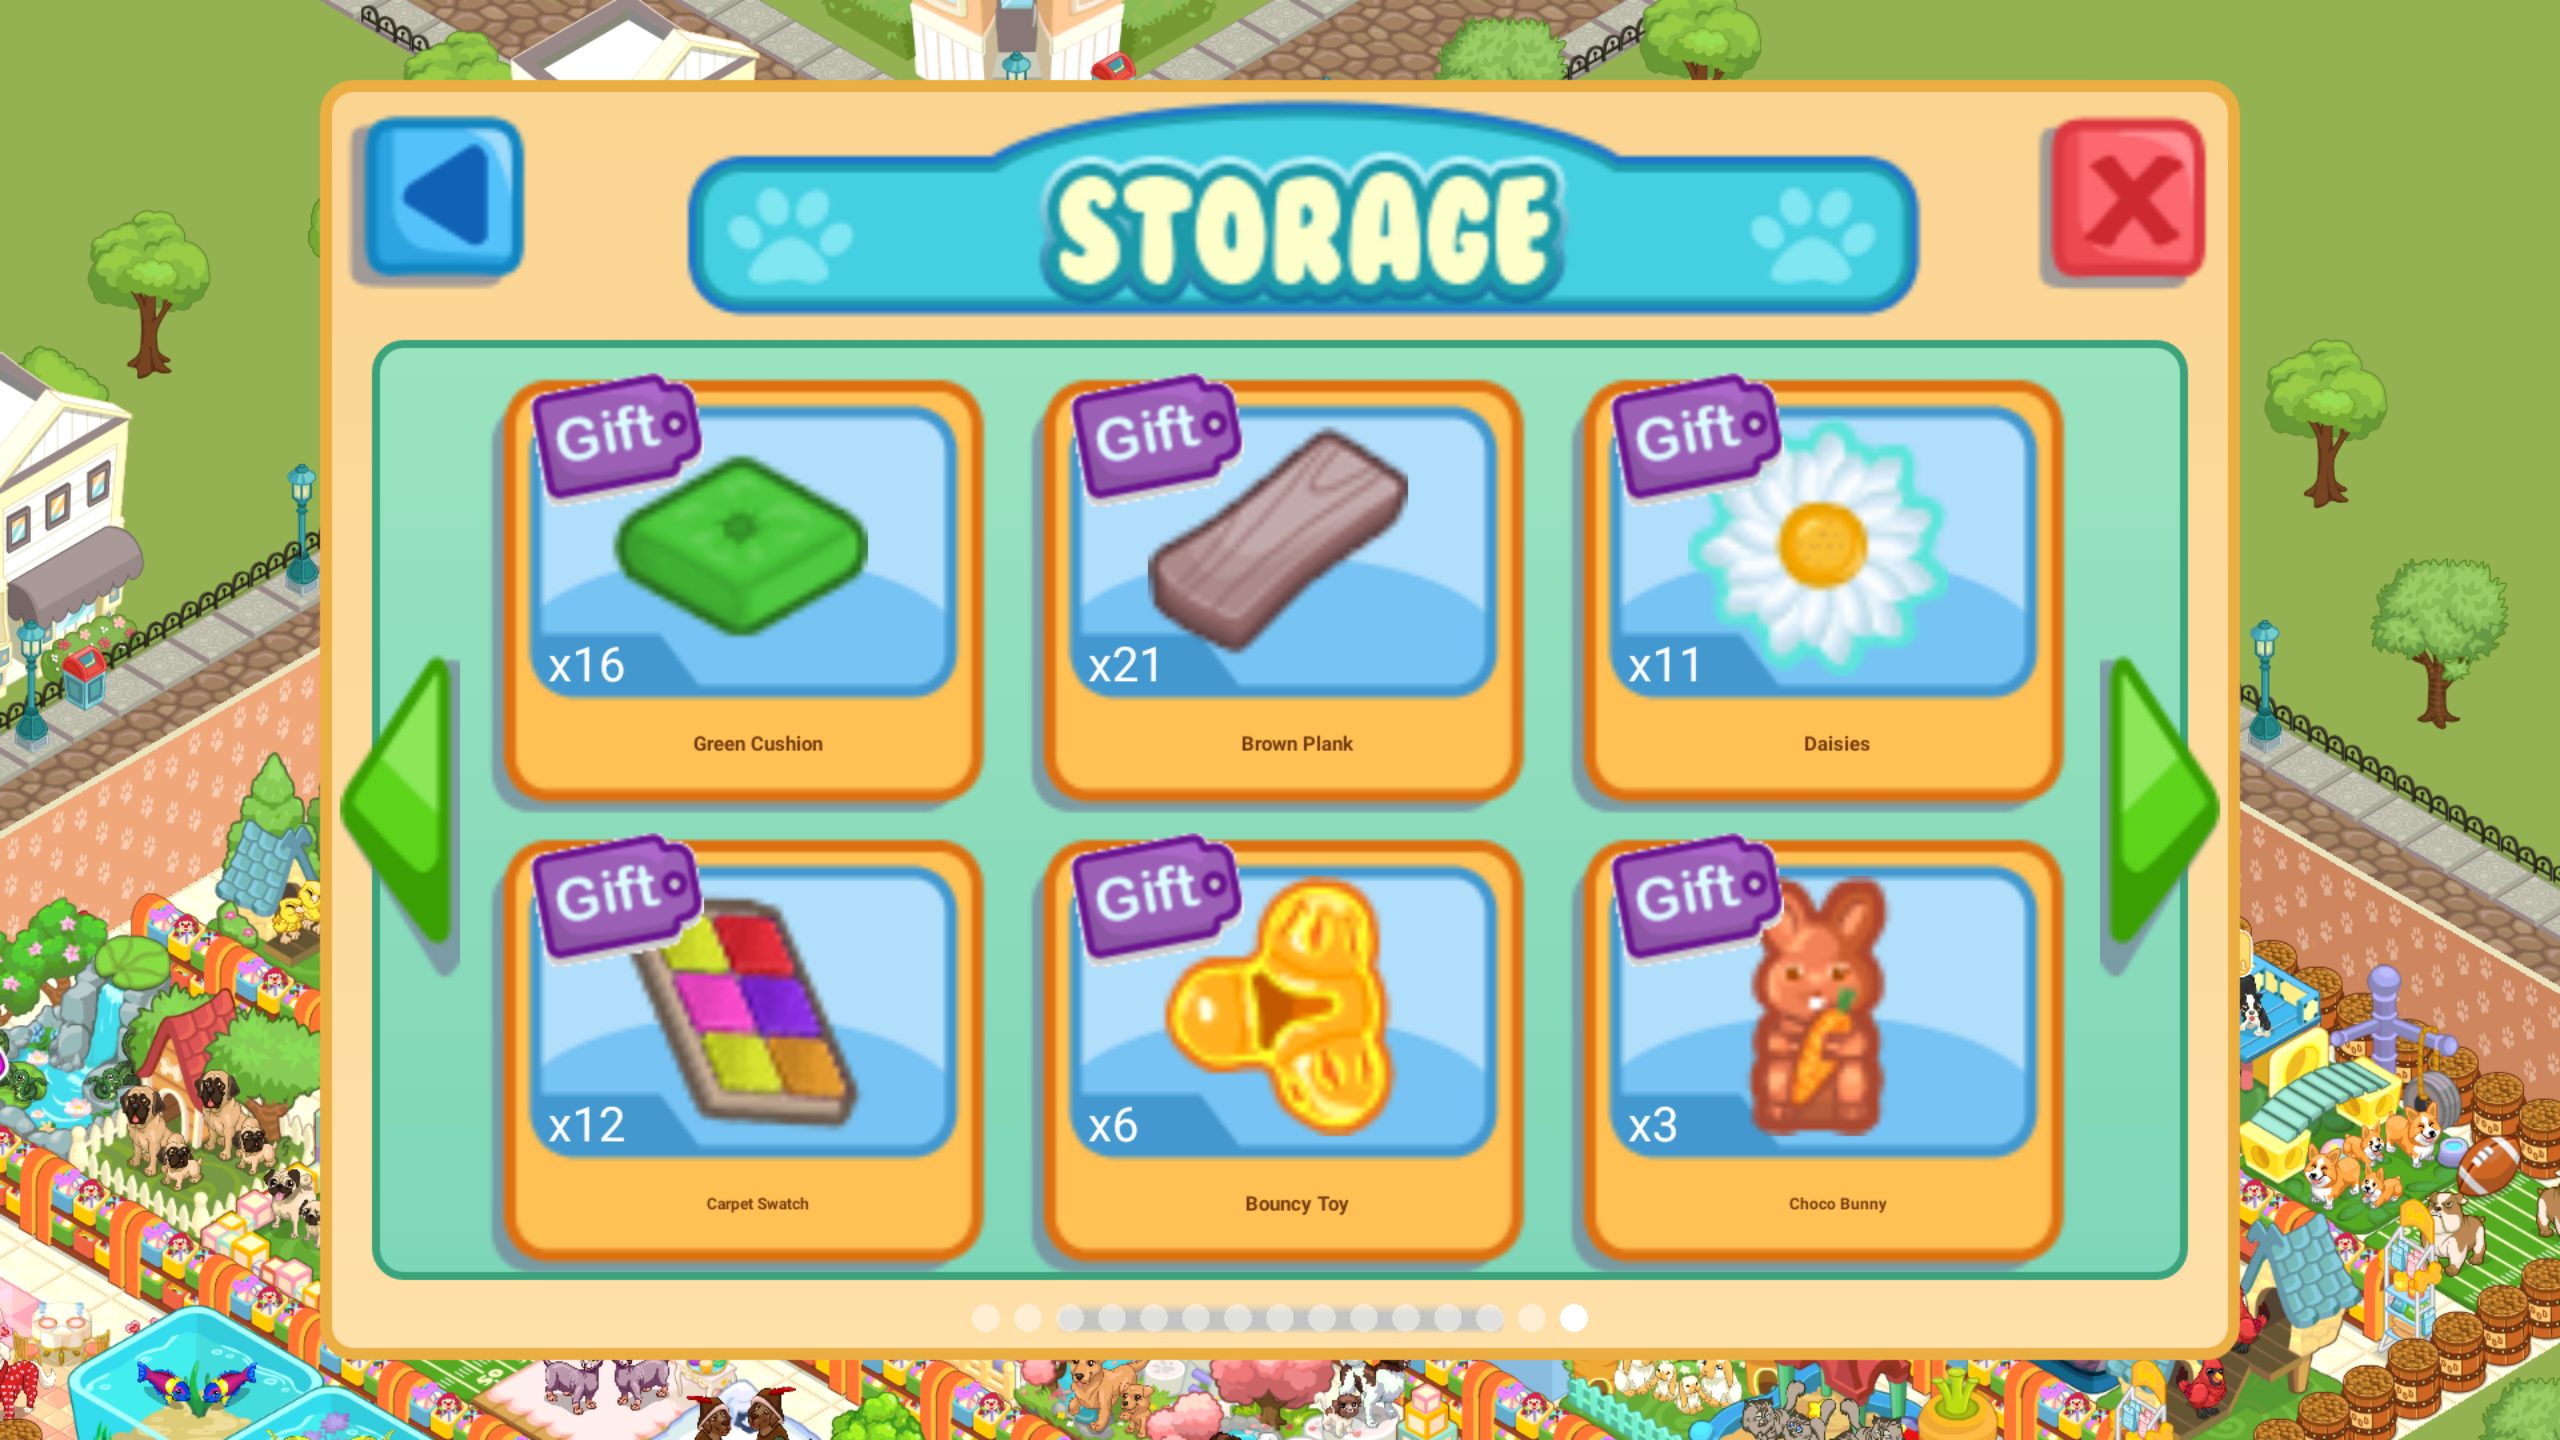 STORAGE
Gift
x16
Green Cushion
Gift
x21
Brown Plank
Gift
x11
Daisies
Gift
x12
Carpet Swatch
Gift
x6
Bouncy Toy
Gift
x3
Choco Bunny
50